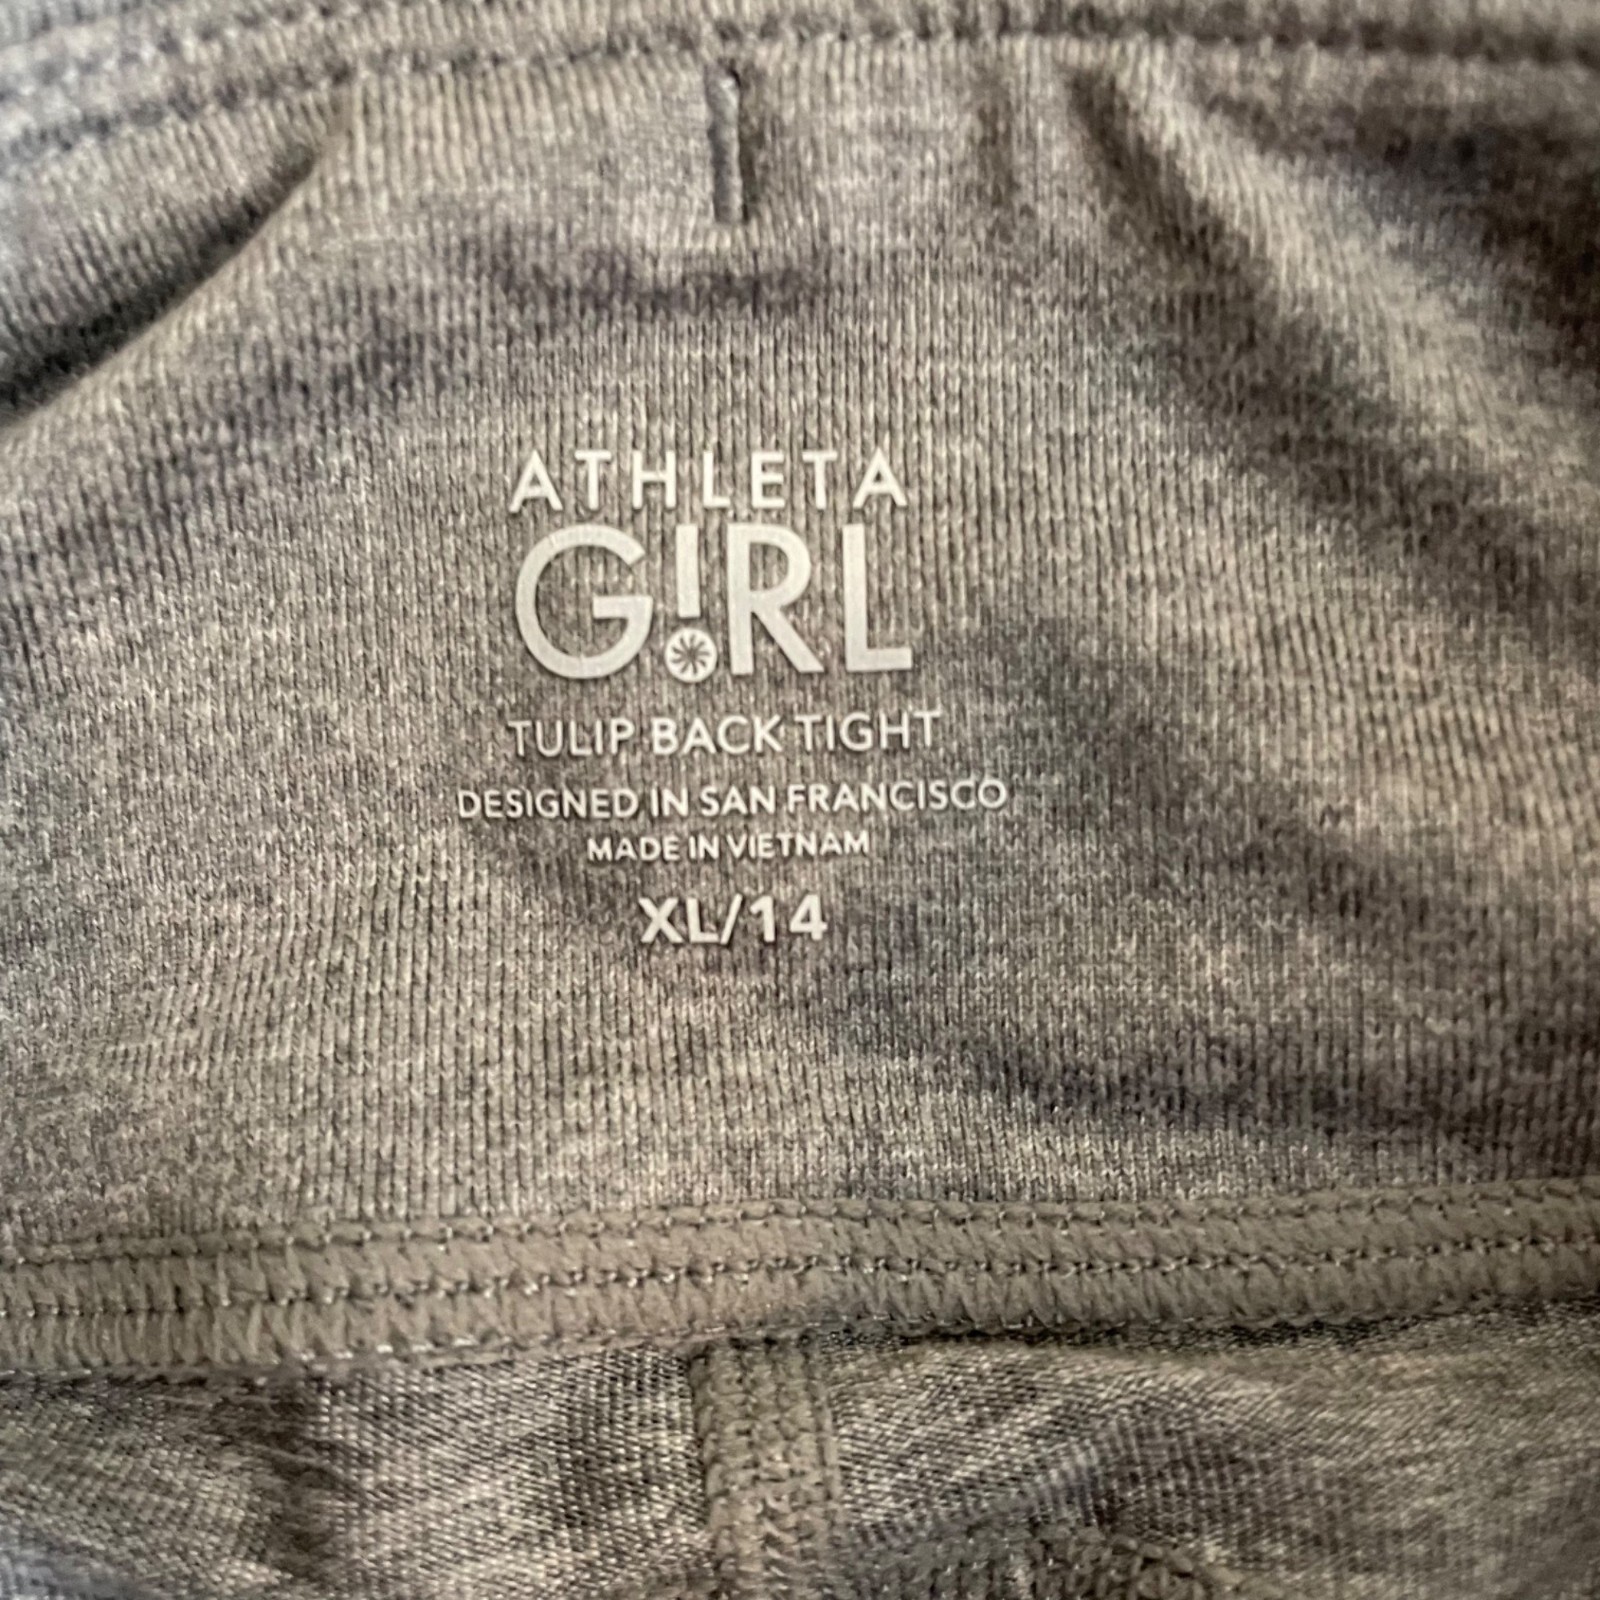 ATHLETA
G!RL
TULIP BACK TIGHT
DESIGNED IN SAN FRANCISCO
MADE IN VIETNAM
XL/14